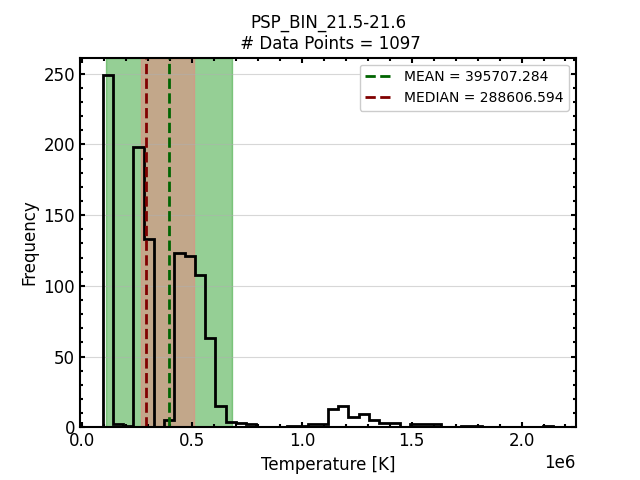 PSP_BIN_21.5-21.6
# Data Points = 1097
MEAN = 395707.284
MEDIAN = 288606.594
Frequency
250
200
150
100
50
0
0.0 0.5 1.0 1.5 2.0
1e6
Temperature [K]